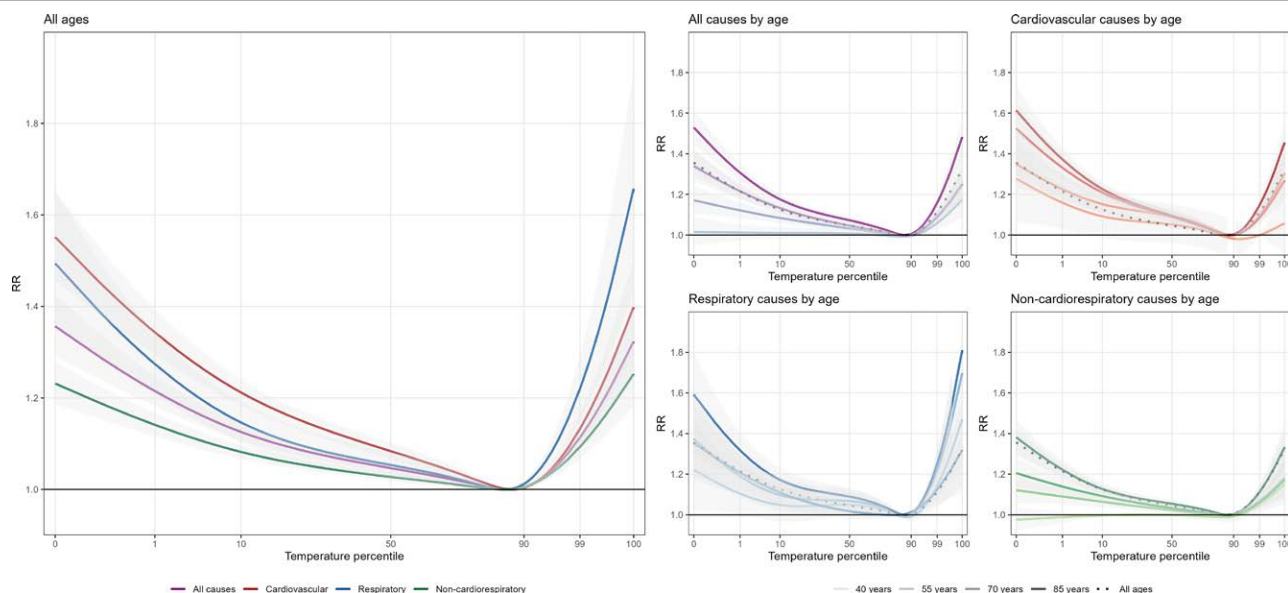 All ages
RR
1.8
1.6
1.4
1.2
1.0
0 1 10 50 90 99 100
Temperature percentile
All causes Cardiovascular Respiratory Non-cardiorespiratory
All causes by age
RR
1.8
1.6
1.4
1.2
1.0
0 1 10 50 90 99 100
Temperature percentile
Cardiovascular causes by age
RR
1.8
1.6
1.4
1.2
1.0
0 1 10 50 90 99
Temperature percentile
Respiratory causes by age
RR
1.8
1.6
1.4
1.2
1.0
0 1 10 50 90 99 100
Temperature percentile
Non-cardiorespiratory causes by age
RR
1.8
1.6
1.4
1.2
1.0
0 1 10 50 90 99
Temperature percentile
40 years 55 years 70 years 85 years All ages